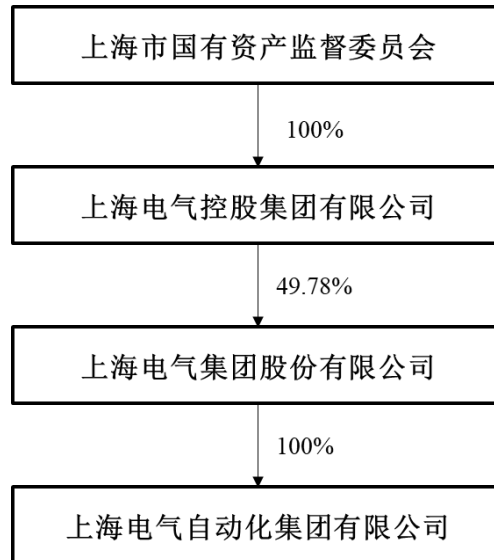 上海市国有资产监督委员会
100%
上海电气控股集团有限公司
49.78%
上海电气集团股份有限公司
100%
上海电气自动化集团有限公司